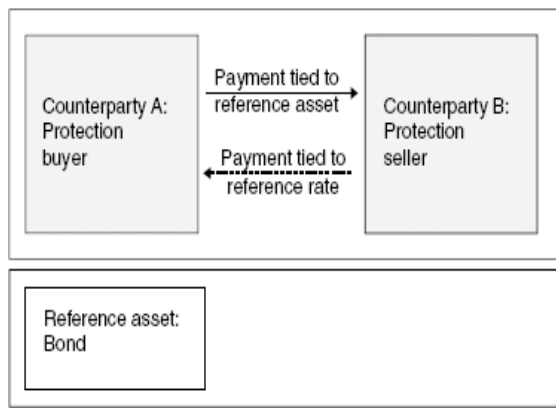 Counterparty A:
Protection
buyer
Payment tied to
reference asset
Payment tied to
reference rate
Counterparty B:
Protection
seller
Reference asset:
Bond